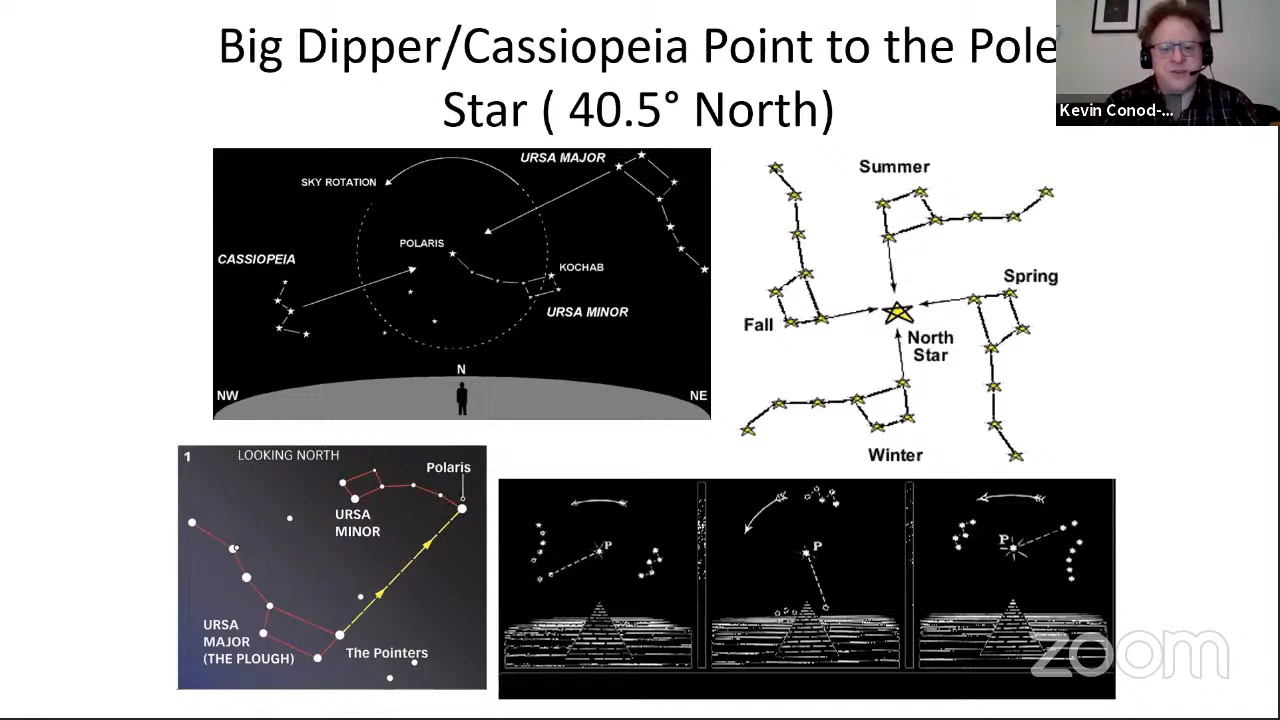 Big Dipper/Cassiopeia Point to the Pole
Star ( 40.5° North)
Kevin Conod-...
URSA MAJOR
SKY ROTATION
POLARIS
CASSIOPEIA
KOCHAB
URSA MINOR
N
NW
NE
Summer
Spring
Fall
North
Star
Winter
1
LOOKING NORTH
Polaris
URSA
MINOR
URSA
MAJOR
(THE PLOUGH)
The Pointers
P
P
P
zoom